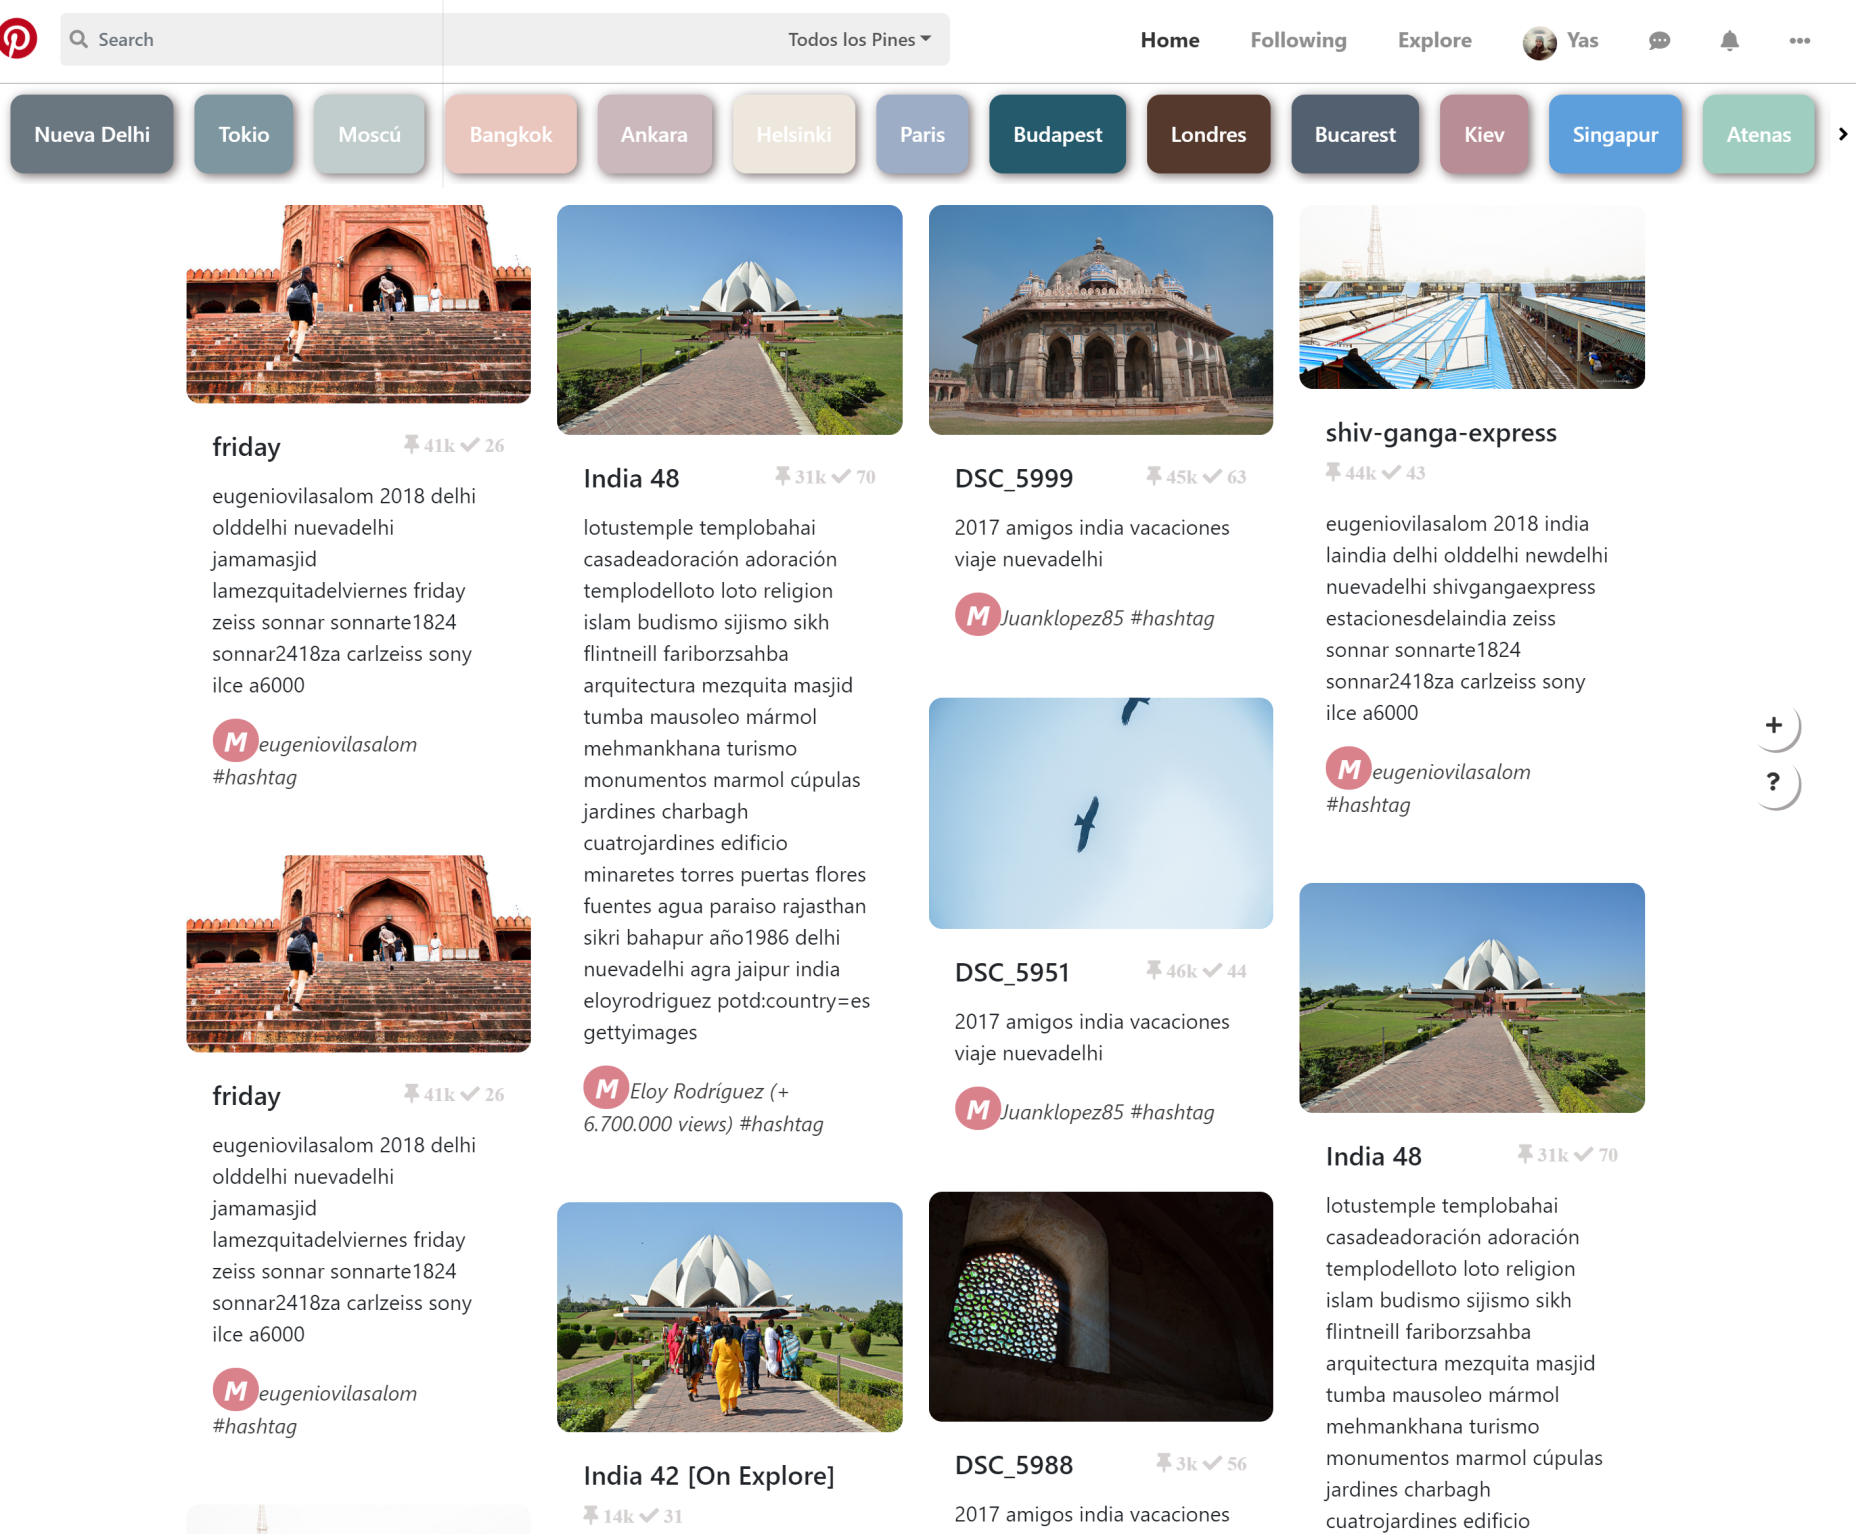 Search
Todos los Pines
Home
Following
Explore
Yas
Nueva Delhi
Tokio
Moscú
Bangkok
Ankara
Helsinki
Paris
Budapest
Londres
Bucarest
Kiev
Singapur
Atenas
friday
41k 26
eugeniovilasalom 2018 delhi
olddelhi nuevadelhi
jamamasjid
lamezquitadelviernes friday
zeiss sonnar sonnarte1824
sonnar2418za carlzeiss sony
ilce a6000
M eugeniovilasalom
#hashtag
friday
41k 26
eugeniovilasalom 2018 delhi
olddelhi nuevadelhi
jamamasjid
lamezquitadelviernes friday
zeiss sonnar sonnarte1824
sonnar2418za carlzeiss sony
ilce a6000
M eugeniovilasalom
#hashtag
India 48
31k 70
lotustemple templobahai
casadeadoración adoración
templodelloto loto religion
islam budismo sijismo sikh
flintneill fariborzsahba
arquitectura mezquita masjid
tumba mausoleo mármol
mehmankhana turismo
monumentos marmol cúpulas
jardines charbagh
cuatrojardines edificio
minaretes torres puertas flores
fuentes agua paraiso rajasthan
sikri bahapur año1986 delhi
nuevadelhi agra jaipur india
eloyrodriguez potd:country=es
gettyimages
M Eloy Rodríguez (+
6.700.000 views) #hashtag
India 42 [On Explore]
14k 31
DSC_5999
45k 63
2017 amigos india vacaciones
viaje nuevadelhi
M Juanklopez85 #hashtag
DSC_5951
46k 44
2017 amigos india vacaciones
viaje nuevadelhi
M Juanklopez85 #hashtag
DSC_5988
3k 56
2017 amigos india vacaciones
shiv-ganga-express
44k 43
eugeniovilasalom 2018 india
laindia delhi olddelhi newdelhi
nuevadelhi shivgangaexpress
estacionesdelaindia zeiss
sonnar sonnarte1824
sonnar2418za carlzeiss sony
ilce a6000
M eugeniovilasalom
#hashtag
India 48
31k 70
lotustemple templobahai
casadeadoración adoración
templodelloto loto religion
islam budismo sijismo sikh
flintneill fariborzsahba
arquitectura mezquita masjid
tumba mausoleo mármol
mehmankhana turismo
monumentos marmol cúpulas
jardines charbagh
cuatrojardines edificio
+
?